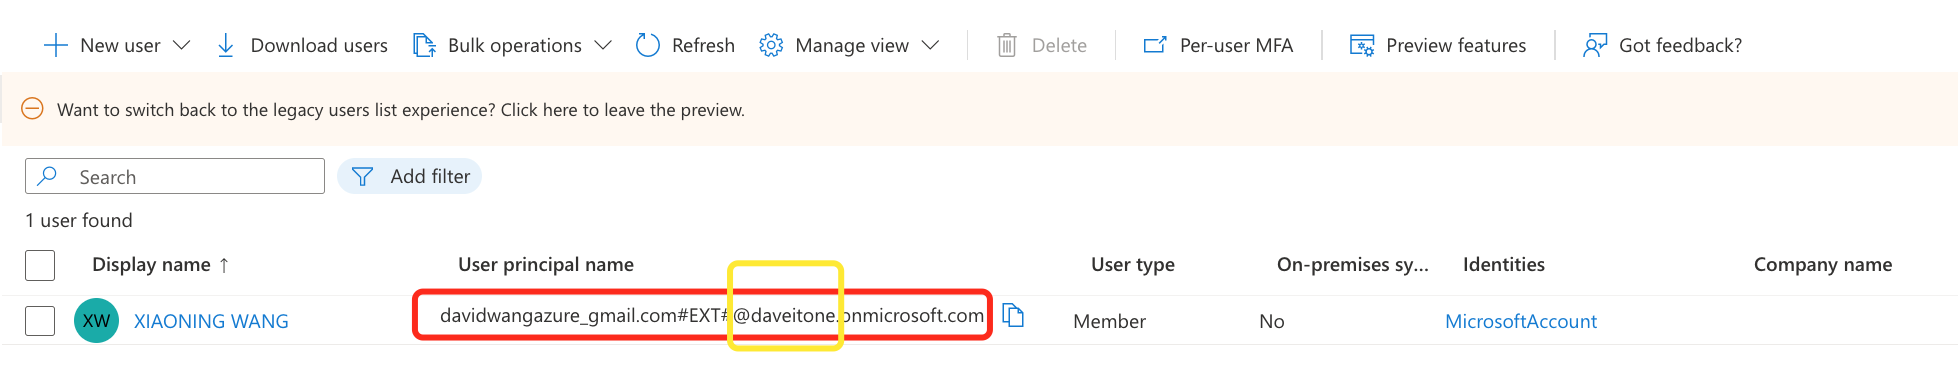 New user Download users Bulk operations Refresh Manage view Delete Per-user MFA Preview features Got feedback?
Want to switch back to the legacy users list experience? Click here to leave the preview.
Search Add filter
1 user found
Display name ↑ User principal name User type On-premises sy... Identities Company name
XW XIAONING WANG davidwangazure_gmail.com#EXT#@daveitone.onmicrosoft.com Member No MicrosoftAccount